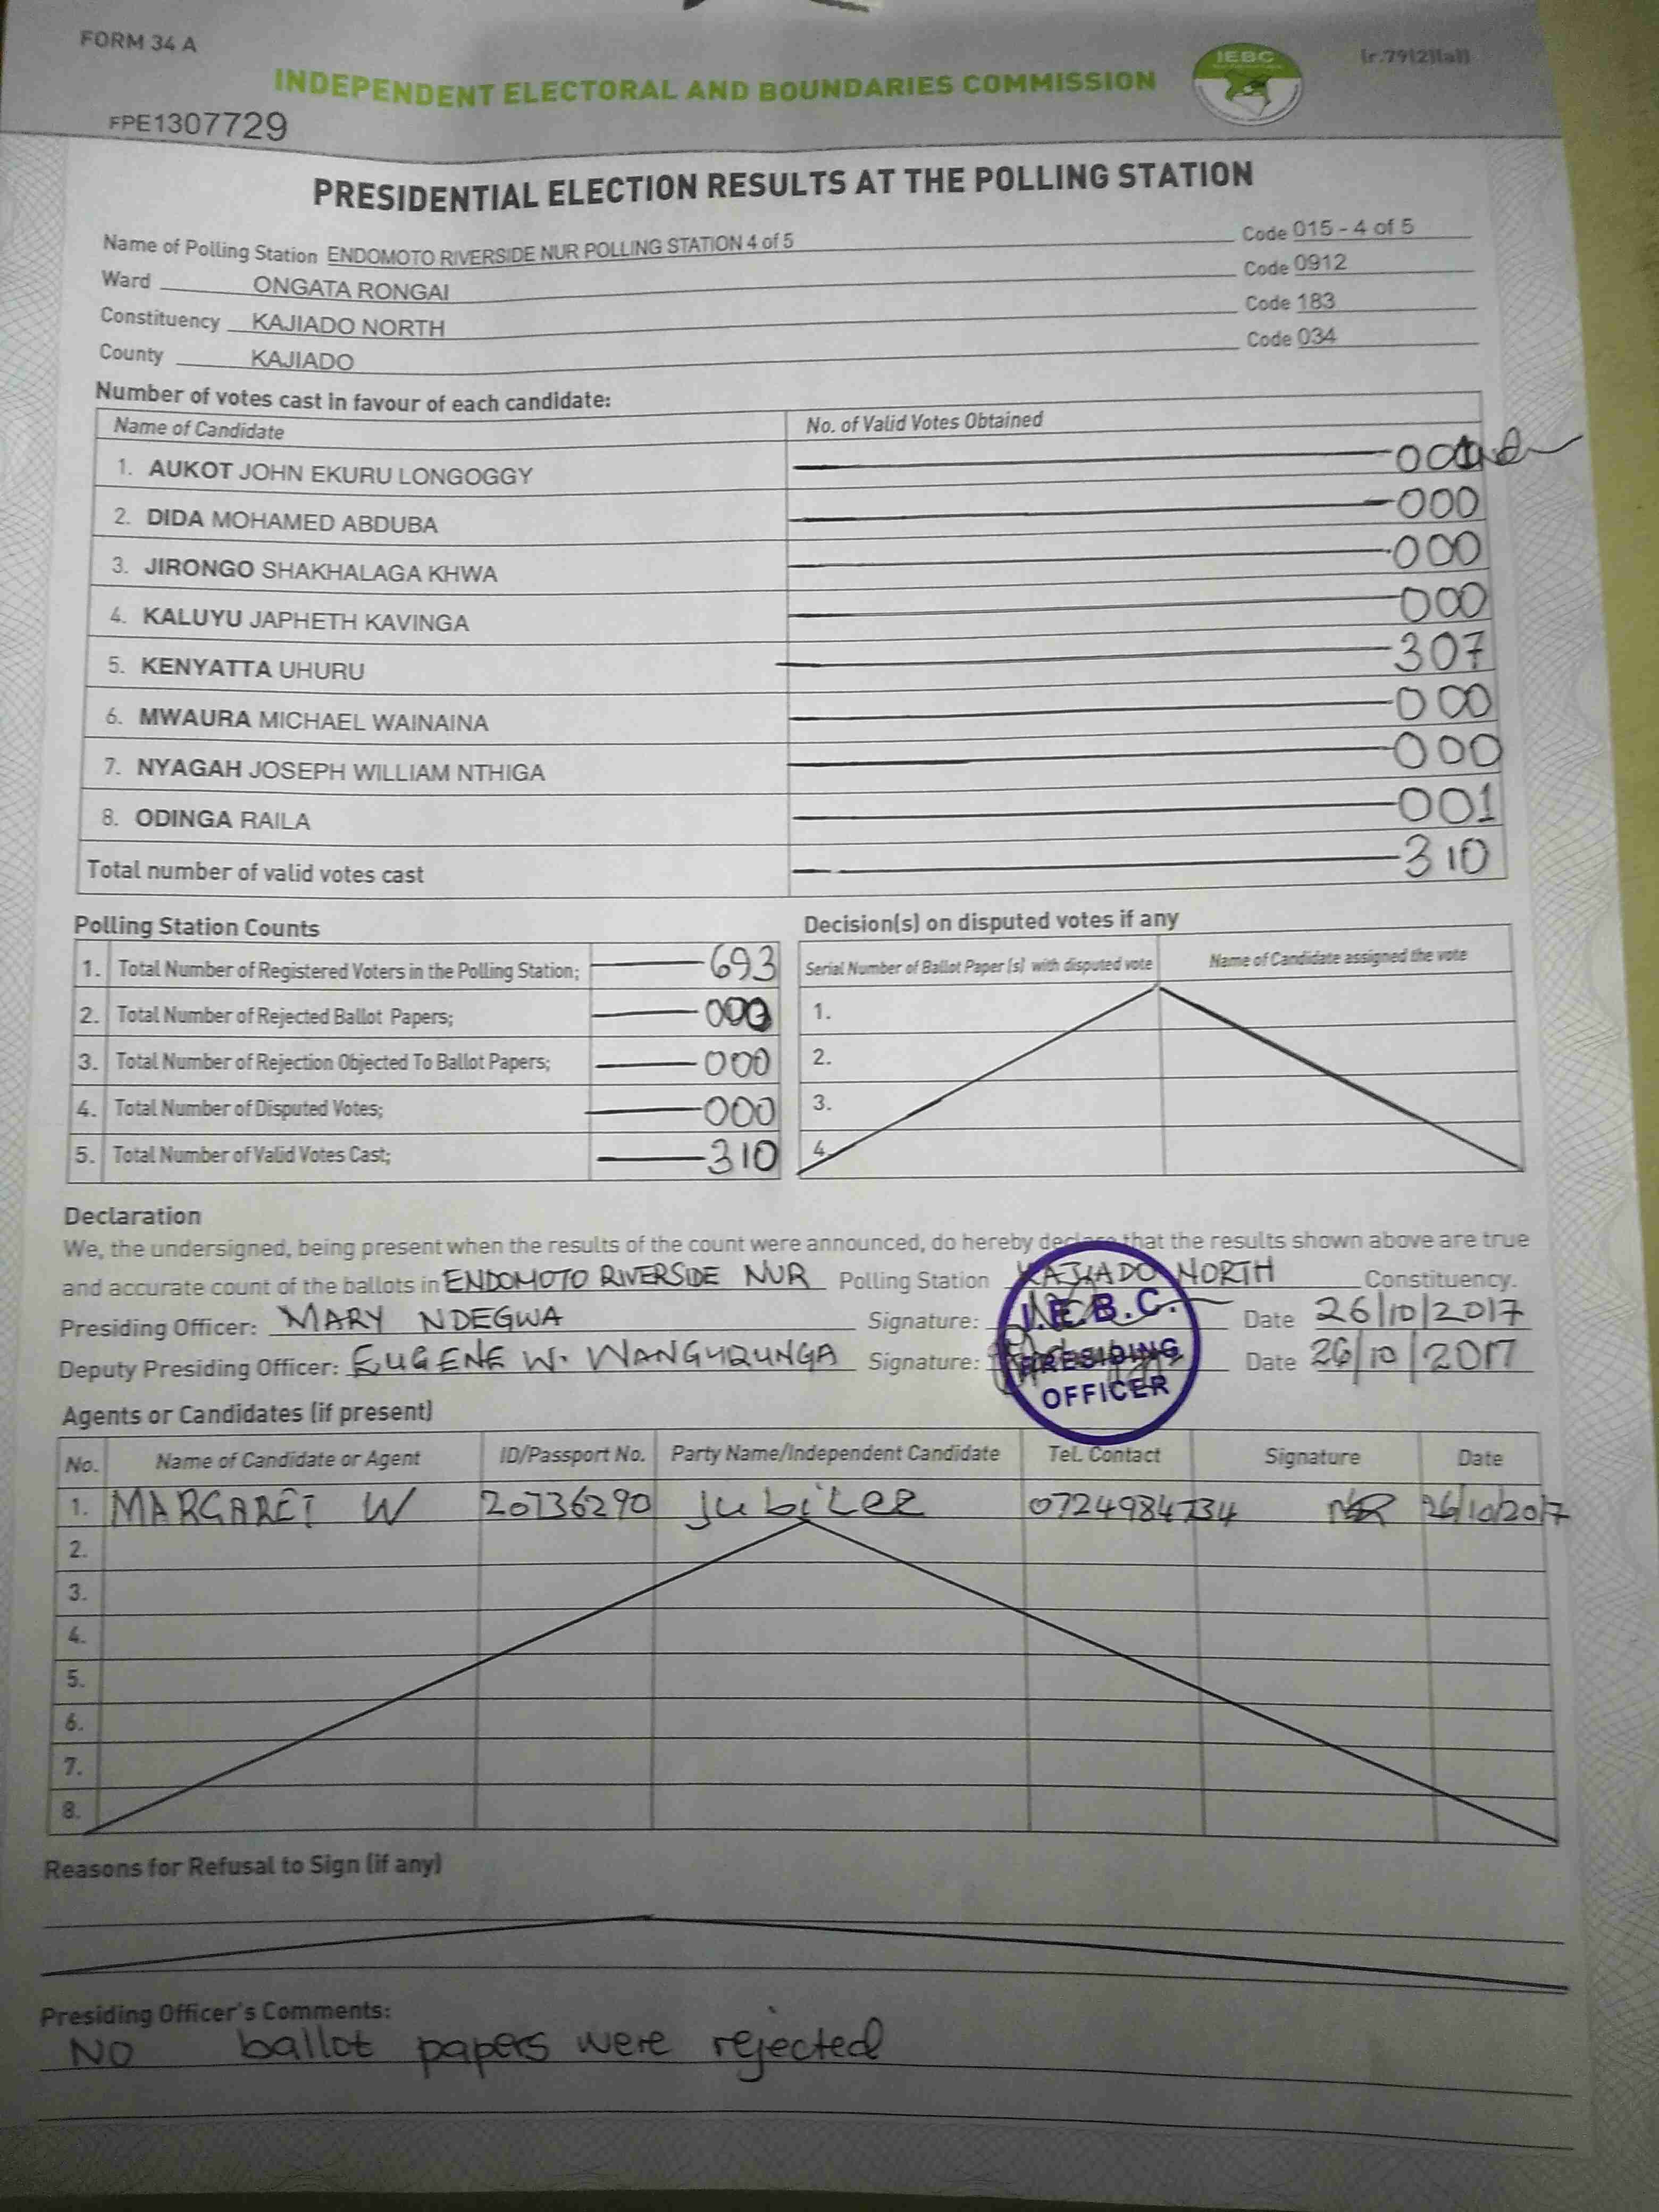 FORM 34 A
INDEPENDENT ELECTORAL AND BOUNDARIES COMMISSION
IEBC
FPE1307729
PRESIDENTIAL ELECTION RESULTS AT THE POLLING STATION
Name of Polling Station ENDOMOTO RIVERSIDE NUR POLLING STATION 4 of 5 Code 015 - 4 of 5
Ward ONGATA RONGAI Code 0912
Constituency KAJIADO NORTH Code 183
County KAJIADO Code 034
Number of votes cast in favour of each candidate:
Name of Candidate No. of Valid Votes Obtained
1. AUKOT JOHN EKURU LONGOGGY
2. DIDA MOHAMED ABDUBA 000
3. JIRONGO SHAKHALAGA KHWA 000
4. KALUYU JAPHETH KAVINGA 000
5. KENYATTA UHURU 307
6. MWAURA MICHAEL WAINAINA 000
7. NYAGAH JOSEPH WILLIAM NTHIGA 000
8. ODINGA RAILA 001
Total number of valid votes cast 310
Polling Station Counts
1. Total Number of Registered Voters in the Polling Station; 693
2. Total Number of Rejected Ballot Papers; 000
3. Total Number of Rejection Objected To Ballot Papers; 000
4. Total Number of Disputed Votes; 000
5. Total Number of Valid Votes Cast; 310
Decision(s) on disputed votes if any
Serial Number of Ballot Paper (s) with disputed vote Name of Candidate assigned the vote
1.
2.
3.
4.
Declaration
We, the undersigned, being present when the results of the count were announced, do hereby declare that the results shown above are true
and accurate count of the ballots in ENDOMOTO RIVERSIDE NUR Polling Station KAJIADO NORTH Constituency.
Presiding Officer: MARY NDEGWA Signature: Date 26/10/2017
Deputy Presiding Officer: EUGENE W. Signature: Date 26/10/2017
I.E.B.C.
PRESIDING
OFFICER
Agents or Candidates (if present)
No. Name of Candidate or Agent ID/Passport No. Party Name/Independent Candidate Tel. Contact Signature Date
1. MARGARET W 20736290 Jubilee 0724984734 26/10/2017
2.
3.
4.
5.
6.
7.
8.
Reasons for Refusal to Sign (if any)
Presiding Officer's Comments:
No ballot papers were rejected